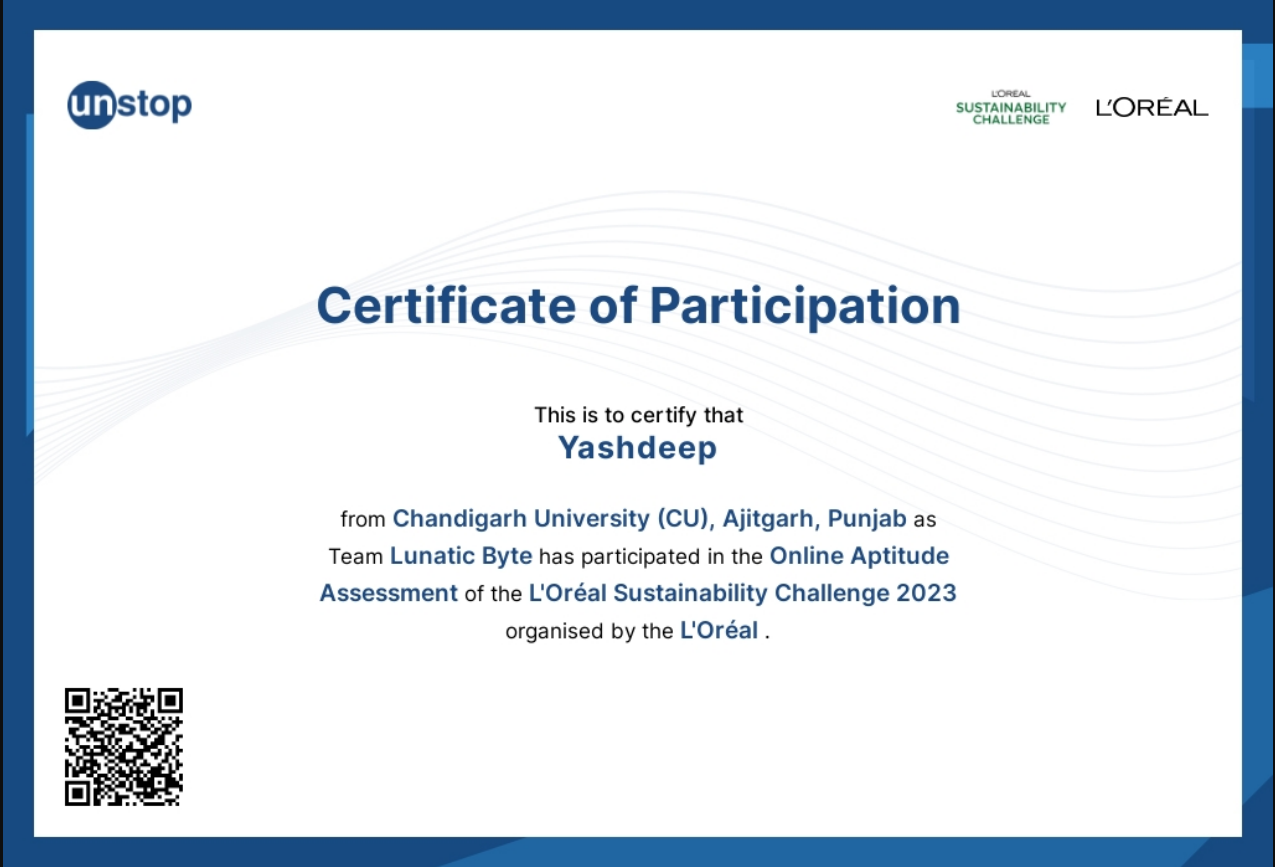 unstop
L'ORÉAL
SUSTAINABILITY
CHALLENGE
L'ORÉAL
Certificate of Participation
This is to certify that
Yashdeep
from Chandigarh University (CU), Ajitgarh, Punjab as
Team Lunatic Byte has participated in the Online Aptitude
Assessment of the L'Oréal Sustainability Challenge 2023
organised by the L'Oréal .